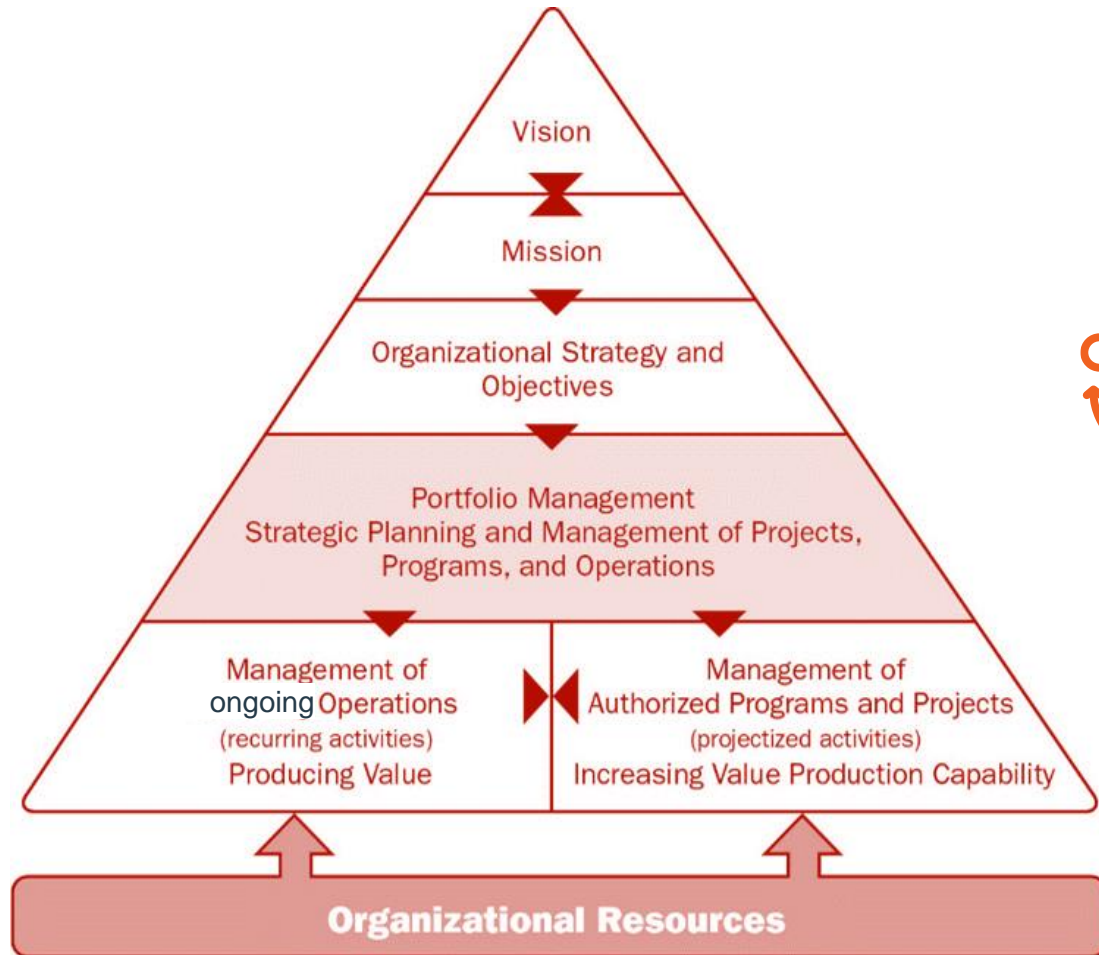 Vision
Mission
Organizational Strategy and
Objectives
Portfolio Management
Strategic Planning and Management of Projects,
Programs, and Operations
Management of
ongoing Operations
(recurring activities)
Producing Value
Management of
Authorized Programs and Projects
(projectized activities)
Increasing Value Production Capability
Organizational Resources